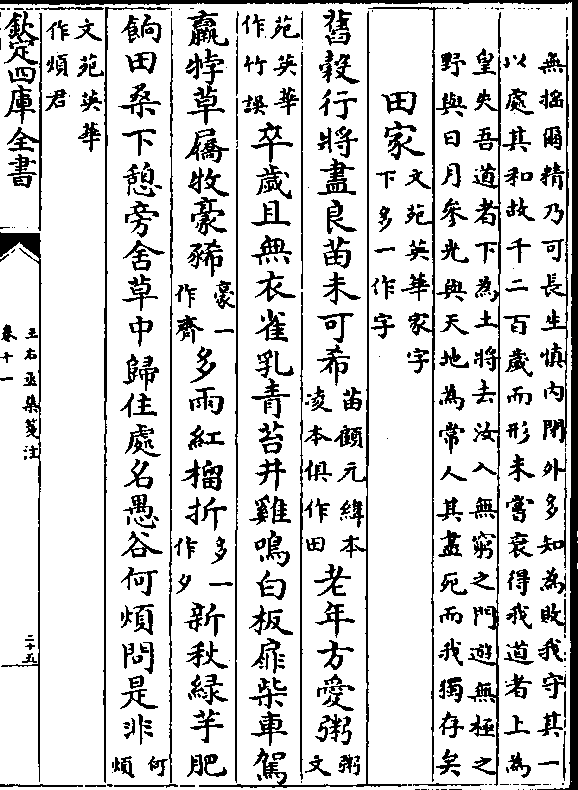 無搖爾精乃可長生慎内閉外多知為敗我守其一
以處其和故千二百歲而形未嘗衰得我道者上為
皇失吾道者下為土將去汝入無窮之門遊無極之
野與日月參光與天地為常人其盡死而我獨存矣
田家文苑英華家字
下多一作字
舊榖行將盡良苗未可希苗顧元緯本
凌本俱作田老年方愛粥粥文
苑英華
作竹誤卒歲且無衣雀乳青苔井雞鳴白板扉柴車駕
羸牸草屩牧豪豨豪一
作齊多雨紅榴折多一
作夕新秋緑芋肥
餉田桑下憩旁舍草中歸住處名愚谷何煩問是非何
煩
文苑英華
作煩君
欽定四庫全書
王右丞集箋注
卷十一
二十五